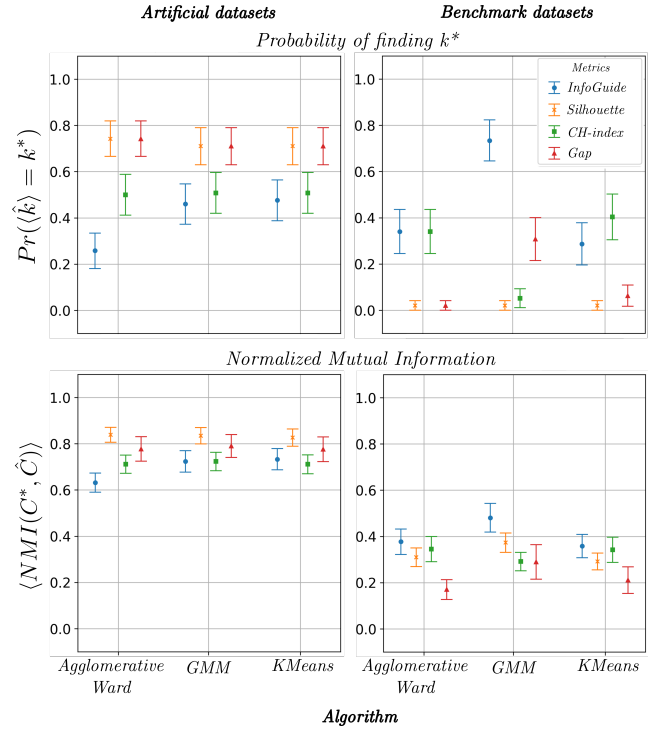 Artificial datasets
Benchmark datasets
Probability of finding k*
Pr(⟨k̂⟩ = k*)
1.0
0.8
0.6
0.4
0.2
0.0
1.0
0.8
0.6
0.4
0.2
0.0
Metrics
InfoGuide
Silhouette
CH-index
Gap
Normalized Mutual Information
⟨NMI(C*, Ĉ)⟩
1.0
0.8
0.6
0.4
0.2
0.0
1.0
0.8
0.6
0.4
0.2
0.0
Agglomerative
Ward
GMM
KMeans
Agglomerative
Ward
GMM
KMeans
Algorithm